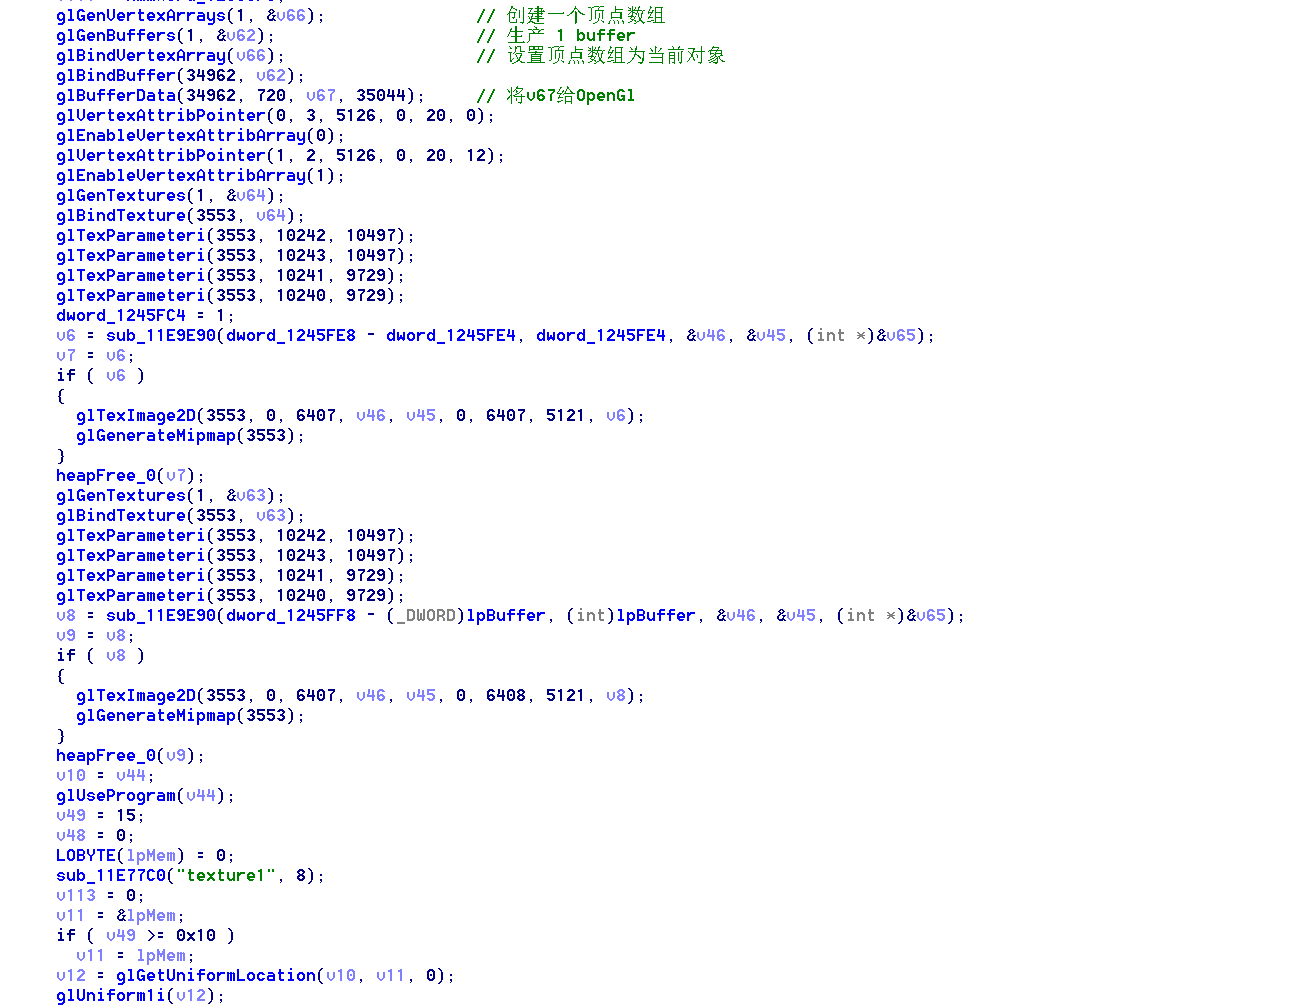 glGenVertexArrays(1, &v66);               // 创建一个顶点数组
glGenBuffers(1, &v62);                    // 生产 1 buffer
glBindVertexArray(v66);                   // 设置顶点数组为当前对象
glBindBuffer(34962, v62);
glBufferData(34962, 720, v67, 35044);     // 将v67给OpenGl
glVertexAttribPointer(0, 3, 5126, 0, 20, 0);
glEnableVertexAttribArray(0);
glVertexAttribPointer(1, 2, 5126, 0, 20, 12);
glEnableVertexAttribArray(1);
glGenTextures(1, &v64);
glBindTexture(3553, v64);
glTexParameteri(3553, 10242, 10497);
glTexParameteri(3553, 10243, 10497);
glTexParameteri(3553, 10241, 9729);
glTexParameteri(3553, 10240, 9729);
dword_1245FC4 = 1;
v6 = sub_11E9E90(dword_1245FE8 - dword_1245FE4, dword_1245FE4, &v46, &v45, (int *)&v65);
v7 = v6;
if ( v6 )
{
  glTexImage2D(3553, 0, 6407, v46, v45, 0, 6407, 5121, v6);
  glGenerateMipmap(3553);
}
heapFree_0(v7);
glGenTextures(1, &v63);
glBindTexture(3553, v63);
glTexParameteri(3553, 10242, 10497);
glTexParameteri(3553, 10243, 10497);
glTexParameteri(3553, 10241, 9729);
glTexParameteri(3553, 10240, 9729);
v8 = sub_11E9E90(dword_1245FF8 - (_DWORD)lpBuffer, (int)lpBuffer, &v46, &v45, (int *)&v65);
v9 = v8;
if ( v8 )
{
  glTexImage2D(3553, 0, 6407, v46, v45, 0, 6408, 5121, v8);
  glGenerateMipmap(3553);
}
heapFree_0(v9);
v10 = v44;
glUseProgram(v44);
v49 = 15;
v48 = 0;
LOBYTE(lpMem) = 0;
sub_11E77C0("texture1", 8);
v113 = 0;
v11 = &lpMem;
if ( v49 >= 0x10 )
  v11 = lpMem;
v12 = glGetUniformLocation(v10, v11, 0);
glUniform1i(v12);